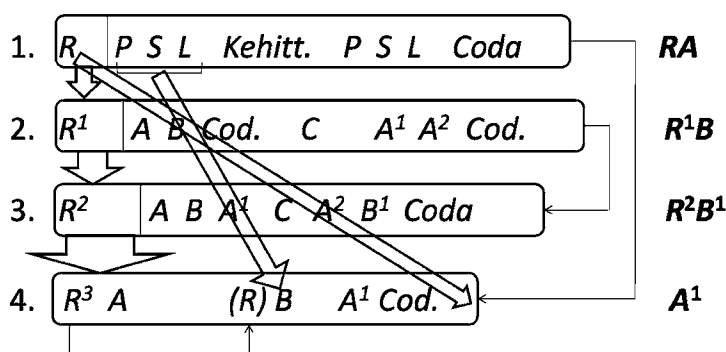 1. R P S L Kehitt. P S L Coda RA
2. R¹ A B Cod. C A¹ A² Cod. R¹B
3. R² A B A¹ C A² B¹ Coda R²B¹
4. R³ A (R) B A¹ Cod. A¹